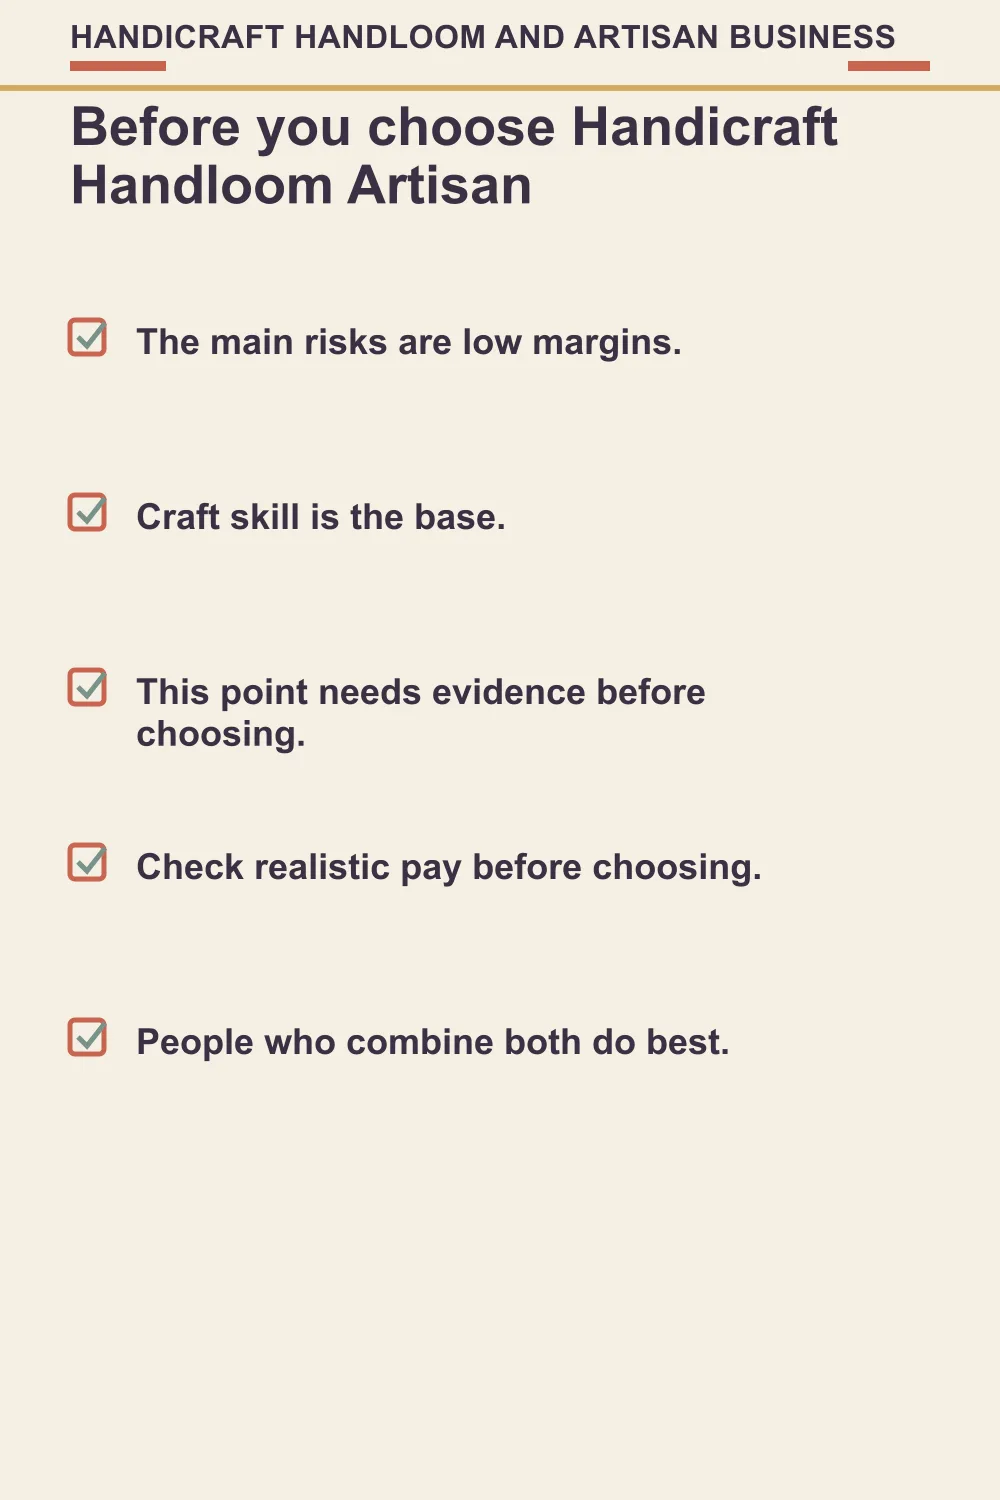 HANDICRAFT HANDLOOM AND ARTISAN BUSINESS
Before you choose Handicraft
Handloom Artisan
The main risks are low margins.
Craft skill is the base.
This point needs evidence before
choosing.
Check realistic pay before choosing.
People who combine both do best.